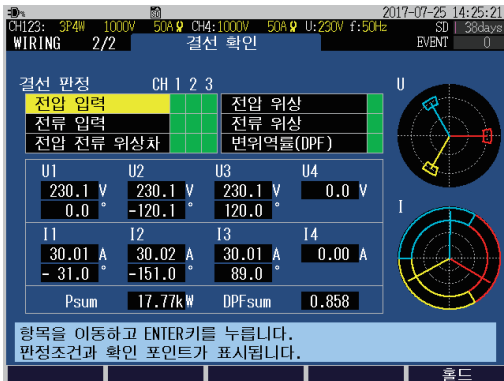 2017-07-25 14:25:21
CH123: 3P4W 1000V 50A CH4:1000V 50A U:230V f:50Hz SD 38days
WIRING 2/2 결선 확인 EVENT 0
결선 판정 CH 1 2 3 U
전압 입력 전압 위상
전류 입력 전류 위상
전압 전류 위상차 변위역률(DPF)
U1 U2 U3 U4
230.1 V 230.1 V 230.1 V 0.0 V
0.0 ° -120.1 ° 120.0 °
I
I1 I2 I3 I4
30.01 A 30.02 A 30.01 A 0.00 A
- 31.0 ° -151.0 ° 89.0 °
Psum 17.77kW DPFsum 0.858
항목을 이동하고 ENTER키를 누릅니다.
판정조건과 확인 포인트가 표시됩니다.
홀드